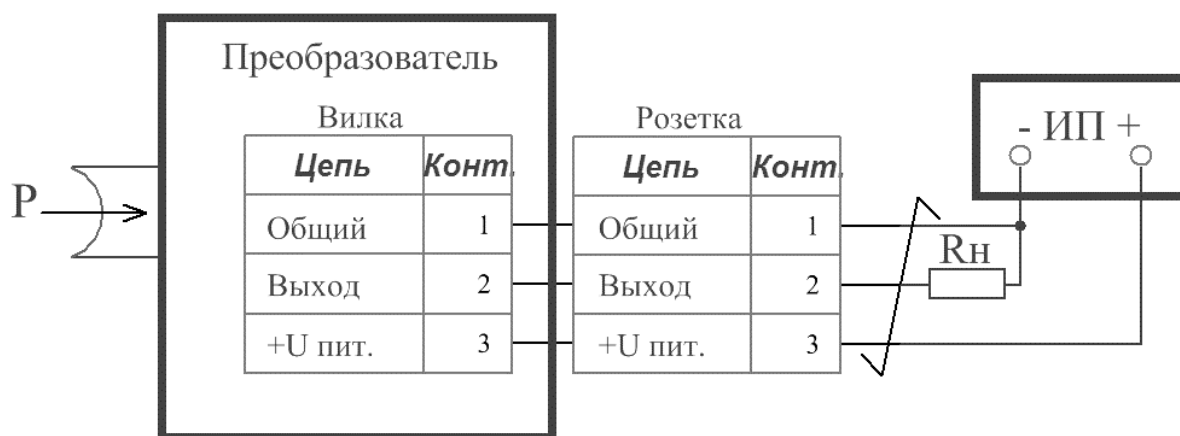 Преобразователь
Вилка
Цепь Конт.
Общий 1
Выход 2
+U пит. 3
Розетка
Цепь Конт.
Общий 1
Выход 2
+U пит. 3
- ИП +
Rн
P